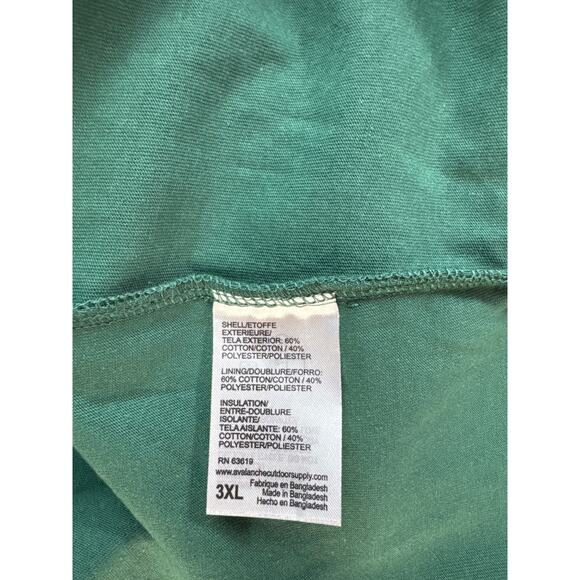 SHELL/ETOFFE
EXTERIEURE/
TELA EXTERIOR: 60%
COTTON/COTON / 40%
POLYESTER/POLIESTER
LINING/DOUBLURE/FORRO:
60% COTTON/COTON / 40%
POLYESTER/POLIESTER
INSULATION/
ENTRE-DOUBLURE
ISOLANTE/
TELA AISLANTE: 60%
COTTON/COTON / 40%
POLYESTER/POLIESTER
RN 63619
www.avalancheoutdoorsupply.com
3XL
Fabrique en Bangladesh
Made in Bangladesh
Hecho en Bangladesh